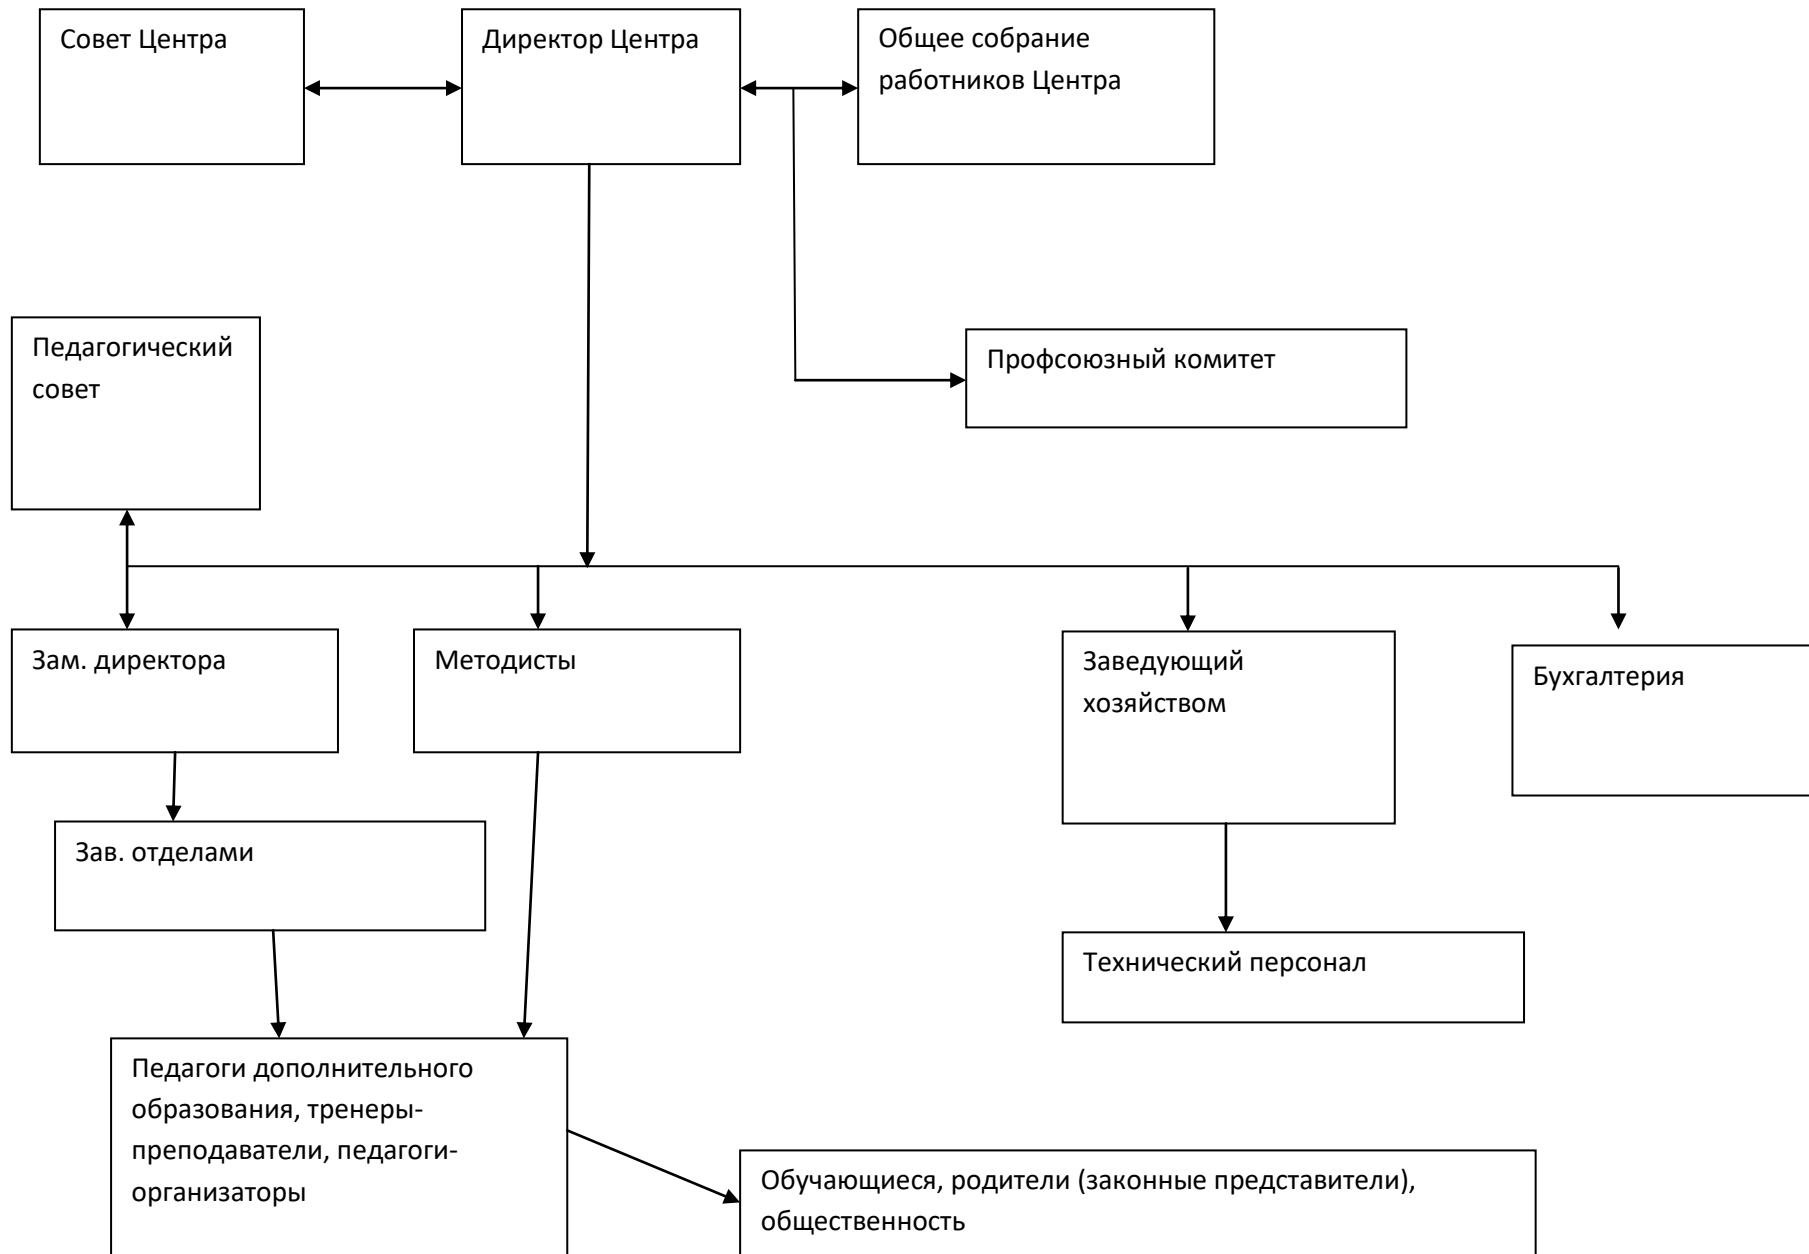 Совет Центра
Директор Центра
Общее собрание
работников Центра
Педагогический
совет
Профсоюзный комитет
Зам. директора
Методисты
Заведующий
хозяйством
Бухгалтерия
Зав. отделами
Технический персонал
Педагоги дополнительного
образования, тренеры-
преподаватели, педагоги-
организаторы
Обучающиеся, родители (законные представители),
общественность